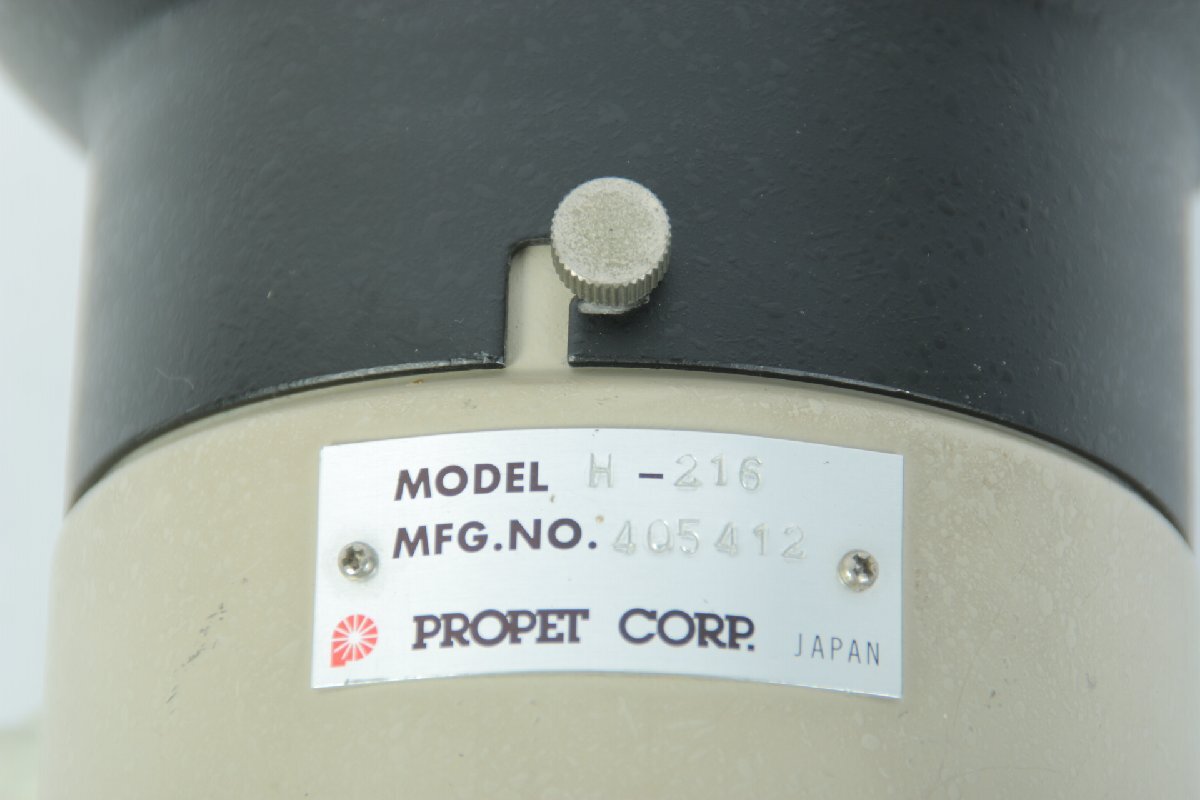 MODEL H-216
MFG.NO. 405412
PROPET CORP. JAPAN